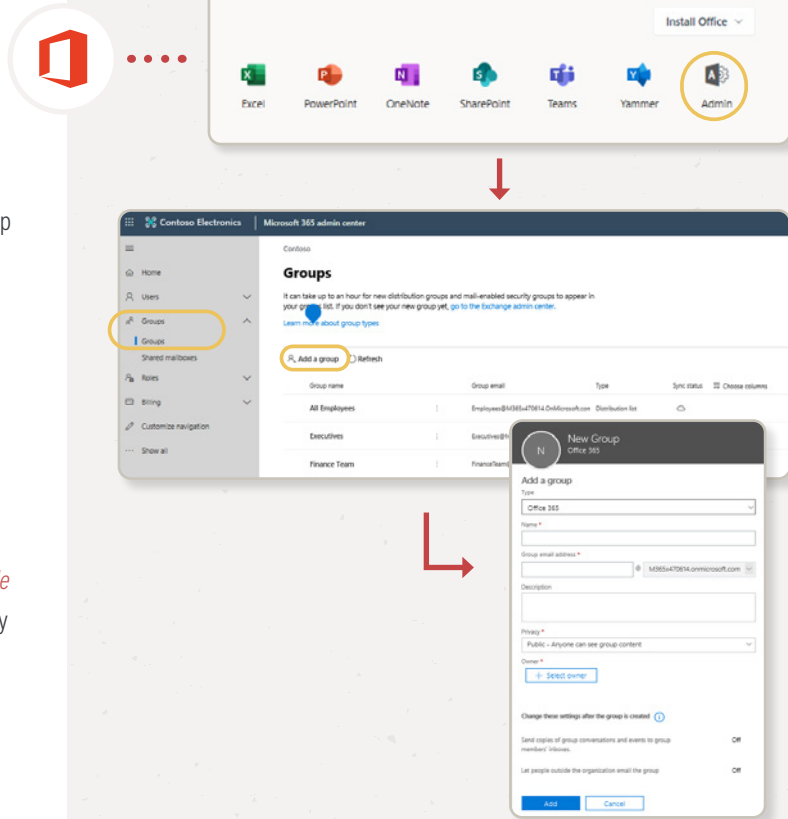 Install Office
Excel PowerPoint OneNote SharePoint Teams Yammer Admin
p
Contoso Electronics Microsoft 365 admin center
Contoso
Home
Groups
Users
It can take up to an hour for new distribution groups and mail-enabled security groups to appear in
your groups list. If you don't see your new group yet, go to the Exchange admin center.
Groups
Learn more about group types
Groups
Shared mailboxes
Add a group Refresh
Roles
Group name Group email Type Sync status Choose columns
Billing
All Employees Employees@M365x470614.OnMicrosoft.com Distribution list
Customize navigation
Executives
Show all
Finance Team
N
New Group
Office 365
Add a group
Type
Office 365
Name *
Group email address *
@ M365x470614.onmicrosoft.com
le
Description
y
Privacy *
Public - Anyone can see group content
Owner *
+ Select owner
Change these settings after the group is created
Send copies of group conversations and events to group
members' inboxes. Off
Let people outside the organization email the group Off
Add Cancel